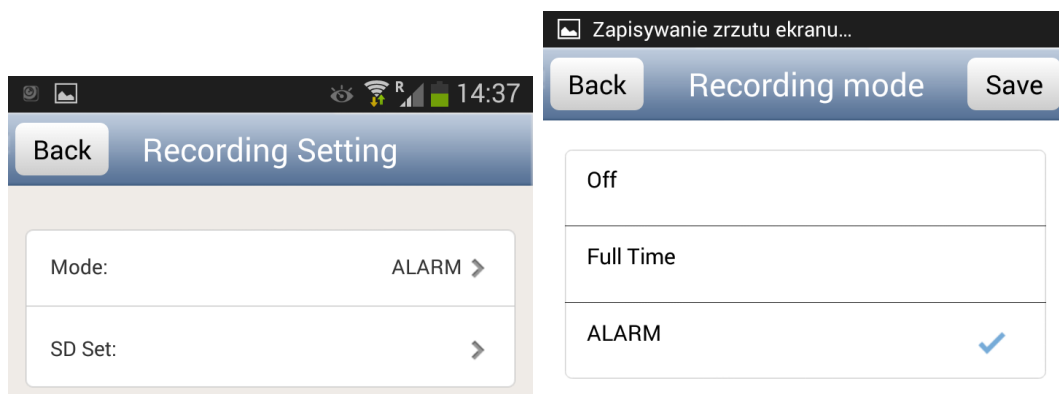 R 14:37
Back Recording Setting
Mode: ALARM
SD Set:
Zapisywanie zrzutu ekranu...
Back Recording mode Save
Off
Full Time
ALARM